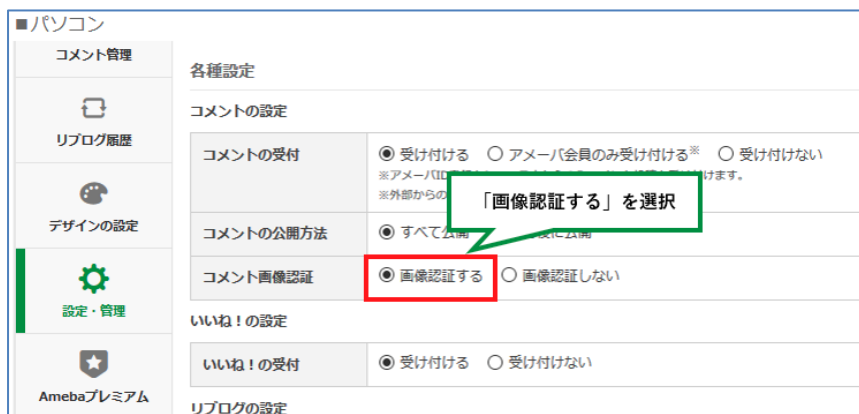 ■パソコン
コメント管理
リブログ履歴
デザインの設定
設定・管理
Amebaプレミアム
各種設定
コメントの設定
コメントの受付
受け付ける アメーバ会員のみ受け付ける※ 受け付けない
※アメーバID
けます。
※外部からの
「画像認証する」を選択
コメントの公開方法
すべて公開
に公開
コメント画像認証
画像認証する 画像認証しない
いいね！の設定
いいね！の受付
受け付ける 受け付けない
リブログの設定